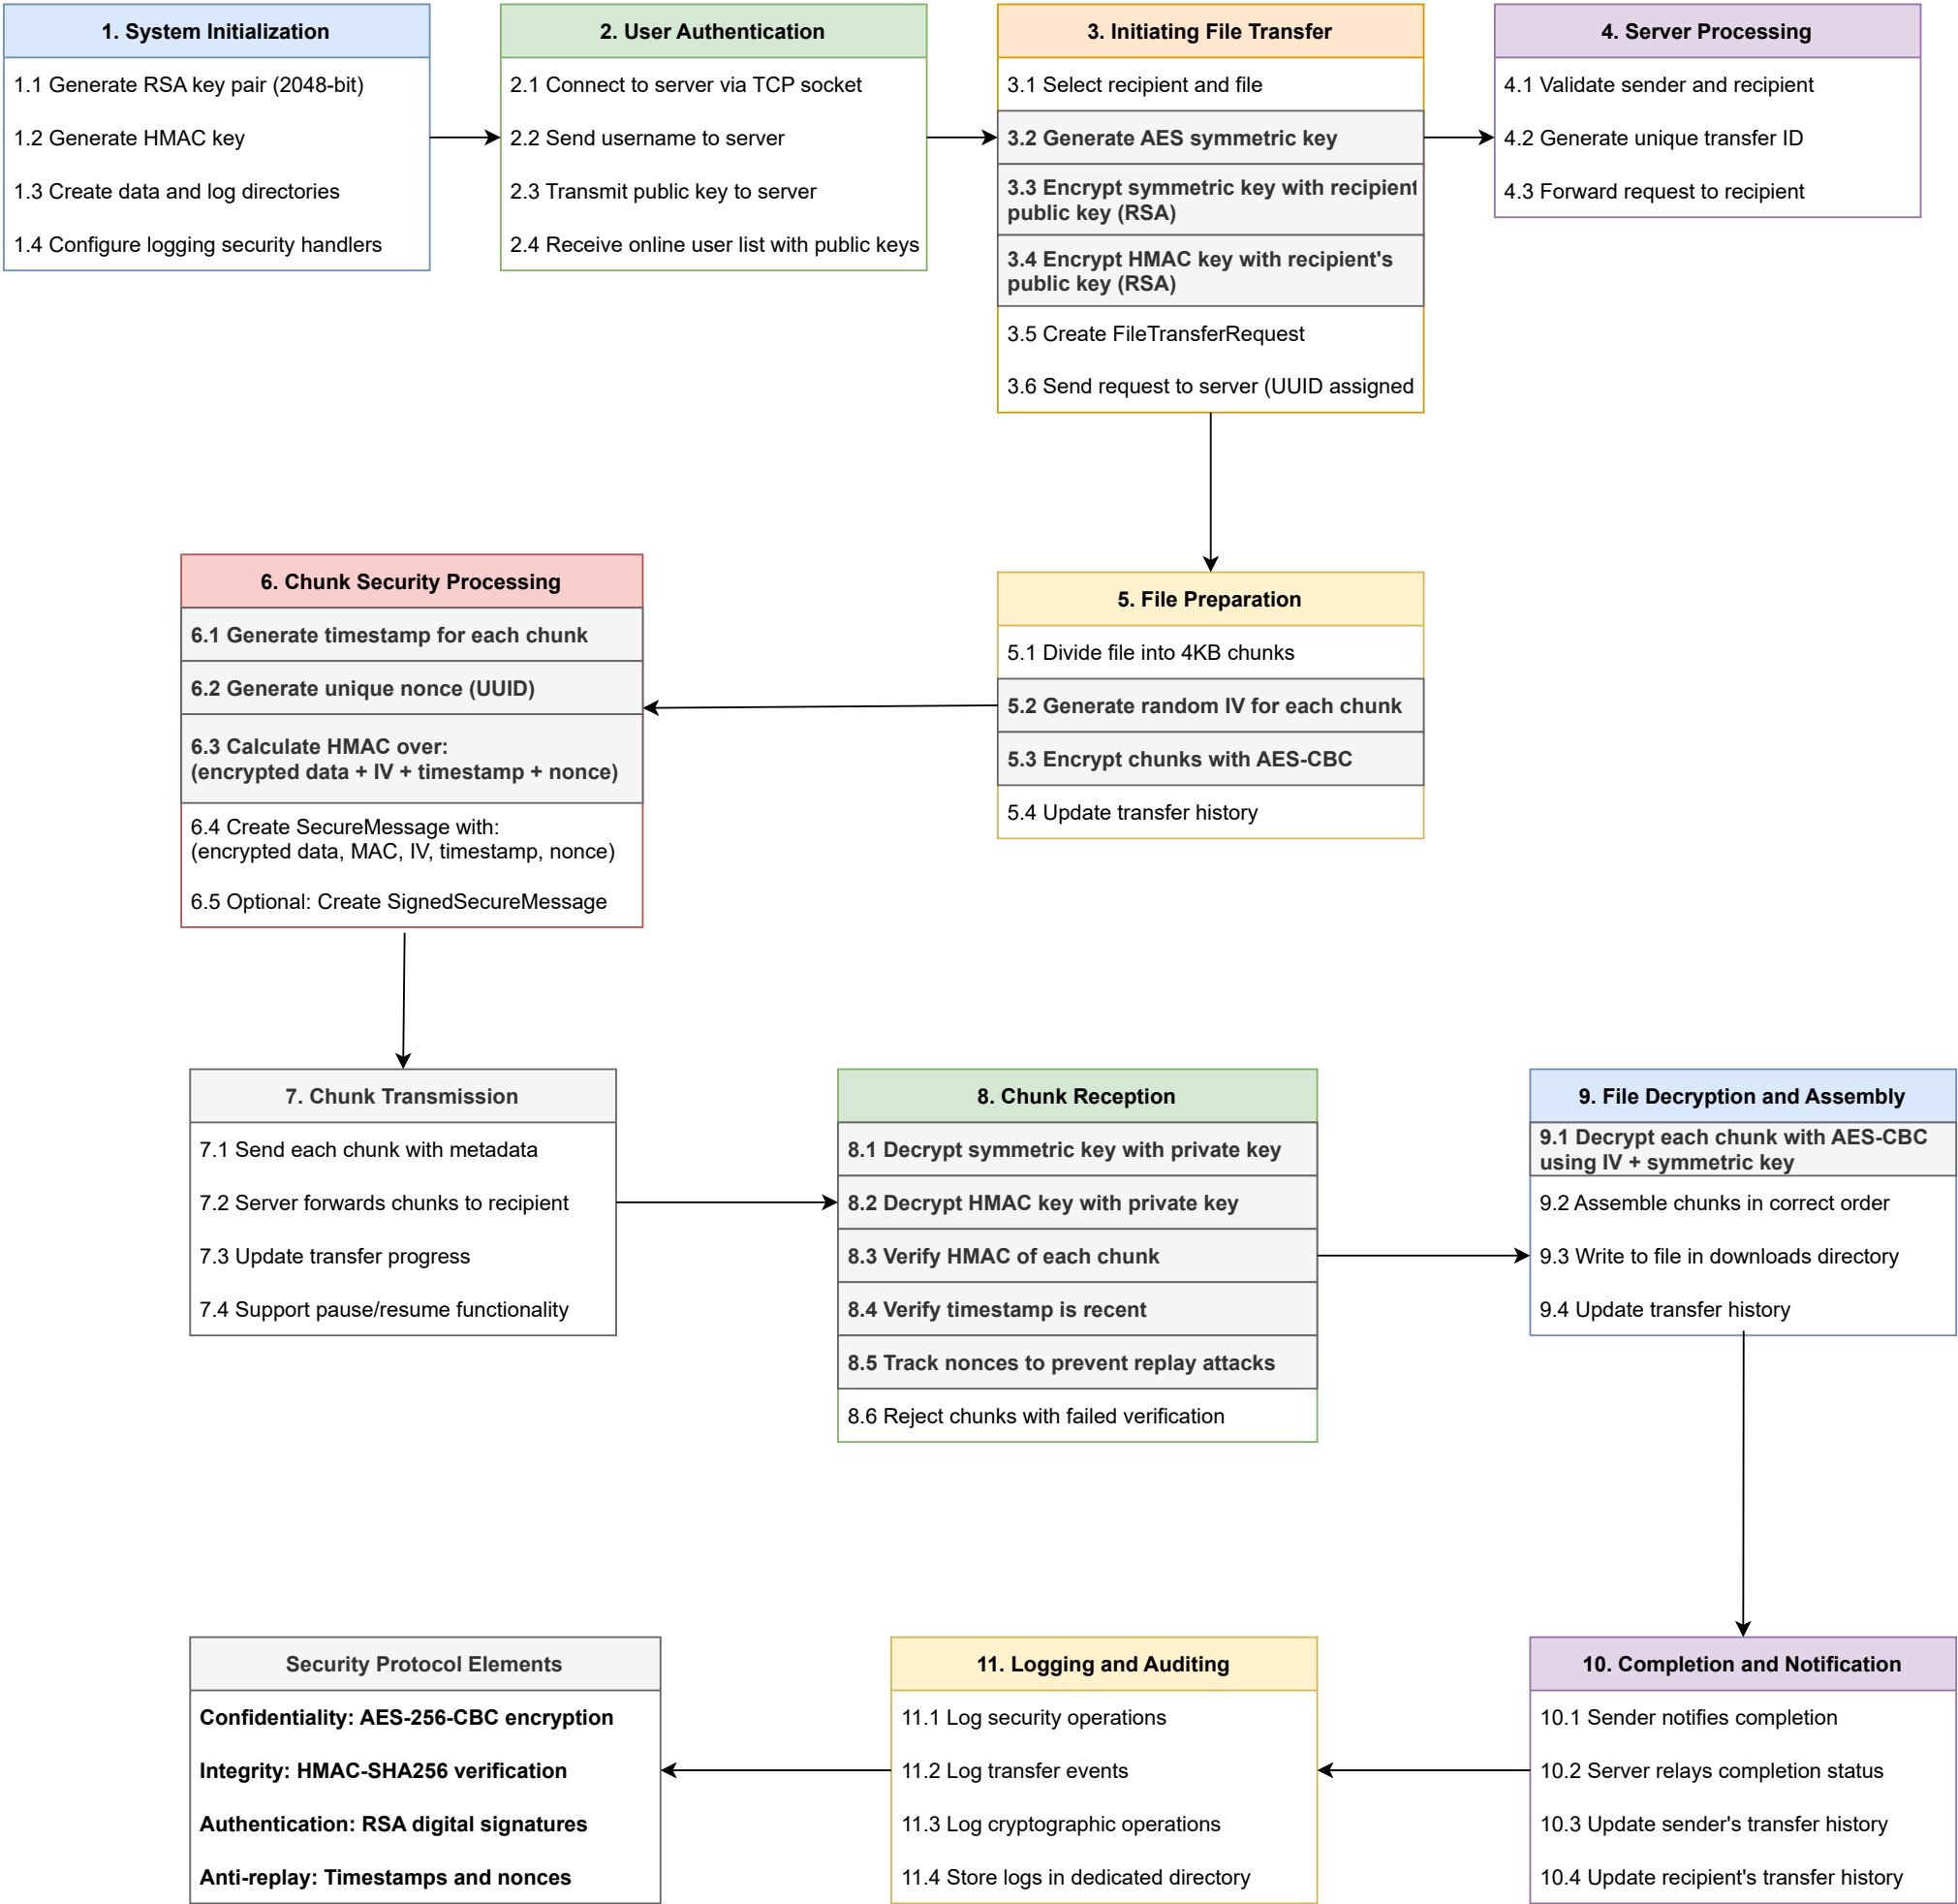 1. System Initialization
1.1 Generate RSA key pair (2048-bit)
1.2 Generate HMAC key
1.3 Create data and log directories
1.4 Configure logging security handlers
2. User Authentication
2.1 Connect to server via TCP socket
2.2 Send username to server
2.3 Transmit public key to server
2.4 Receive online user list with public keys
3. Initiating File Transfer
3.1 Select recipient and file
3.2 Generate AES symmetric key
3.3 Encrypt symmetric key with recipient
public key (RSA)
3.4 Encrypt HMAC key with recipient's
public key (RSA)
3.5 Create FileTransferRequest
3.6 Send request to server (UUID assigned
4. Server Processing
4.1 Validate sender and recipient
4.2 Generate unique transfer ID
4.3 Forward request to recipient
5. File Preparation
5.1 Divide file into 4KB chunks
5.2 Generate random IV for each chunk
5.3 Encrypt chunks with AES-CBC
5.4 Update transfer history
6. Chunk Security Processing
6.1 Generate timestamp for each chunk
6.2 Generate unique nonce (UUID)
6.3 Calculate HMAC over:
(encrypted data + IV + timestamp + nonce)
6.4 Create SecureMessage with:
(encrypted data, MAC, IV, timestamp, nonce)
6.5 Optional: Create SignedSecureMessage
7. Chunk Transmission
7.1 Send each chunk with metadata
7.2 Server forwards chunks to recipient
7.3 Update transfer progress
7.4 Support pause/resume functionality
8. Chunk Reception
8.1 Decrypt symmetric key with private key
8.2 Decrypt HMAC key with private key
8.3 Verify HMAC of each chunk
8.4 Verify timestamp is recent
8.5 Track nonces to prevent replay attacks
8.6 Reject chunks with failed verification
9. File Decryption and Assembly
9.1 Decrypt each chunk with AES-CBC
using IV + symmetric key
9.2 Assemble chunks in correct order
9.3 Write to file in downloads directory
9.4 Update transfer history
10. Completion and Notification
10.1 Sender notifies completion
10.2 Server relays completion status
10.3 Update sender's transfer history
10.4 Update recipient's transfer history
11. Logging and Auditing
11.1 Log security operations
11.2 Log transfer events
11.3 Log cryptographic operations
11.4 Store logs in dedicated directory
Security Protocol Elements
Confidentiality: AES-256-CBC encryption
Integrity: HMAC-SHA256 verification
Authentication: RSA digital signatures
Anti-replay: Timestamps and nonces